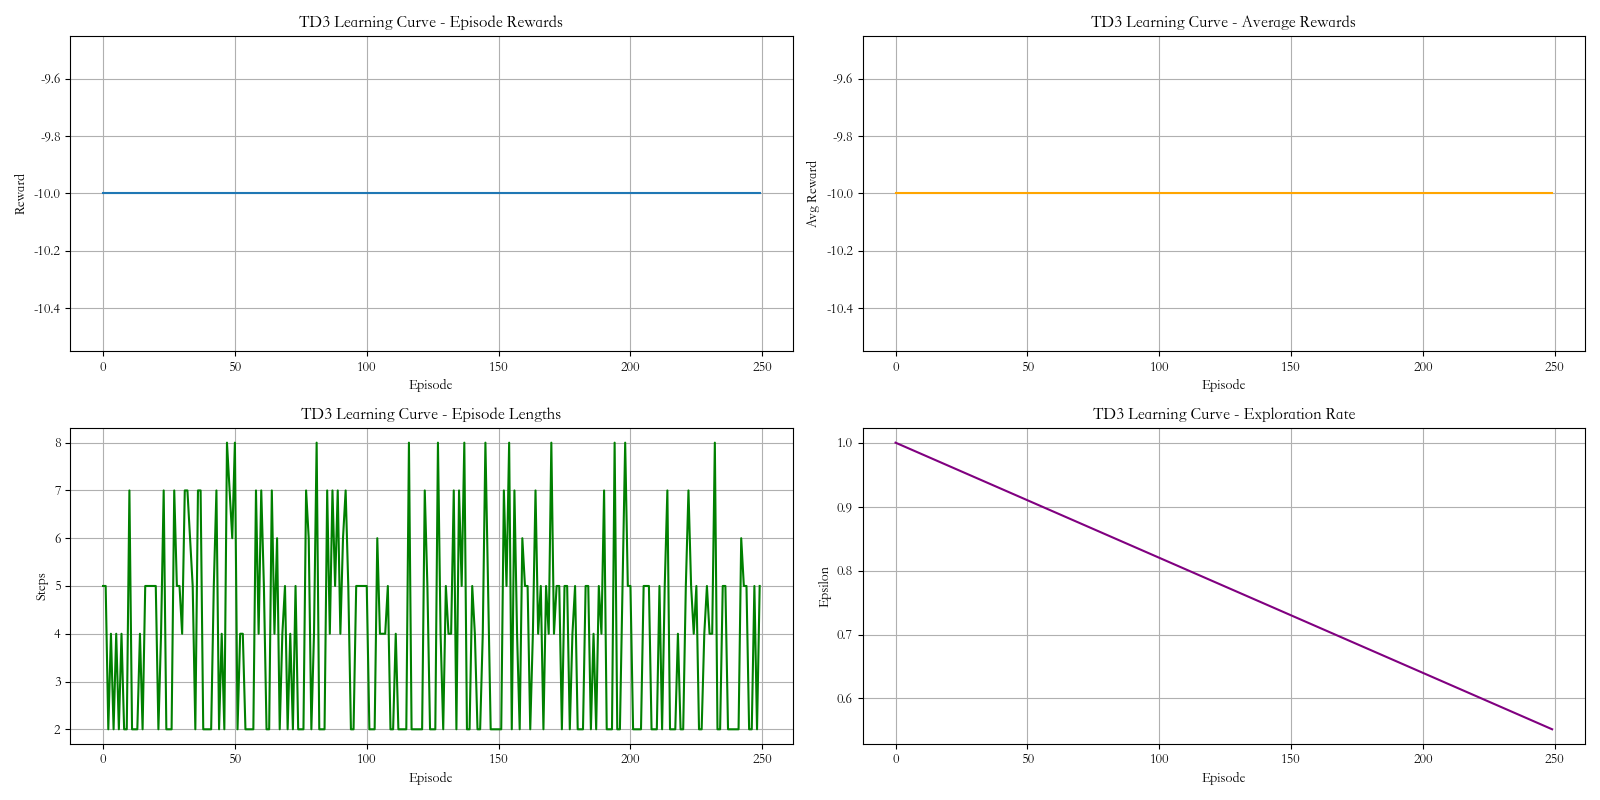 TD3 Learning Curve - Episode Rewards
-9.6
-9.8
-10.0
-10.2
-10.4
Reward
0 50 100 150 200 250
Episode
TD3 Learning Curve - Average Rewards
-9.6
-9.8
-10.0
-10.2
-10.4
Avg Reward
0 50 100 150 200 250
Episode
TD3 Learning Curve - Episode Lengths
8
7
6
5
4
3
2
Steps
0 50 100 150 200 250
Episode
TD3 Learning Curve - Exploration Rate
1.0
0.9
0.8
0.7
0.6
Epsilon
0 50 100 150 200 250
Episode